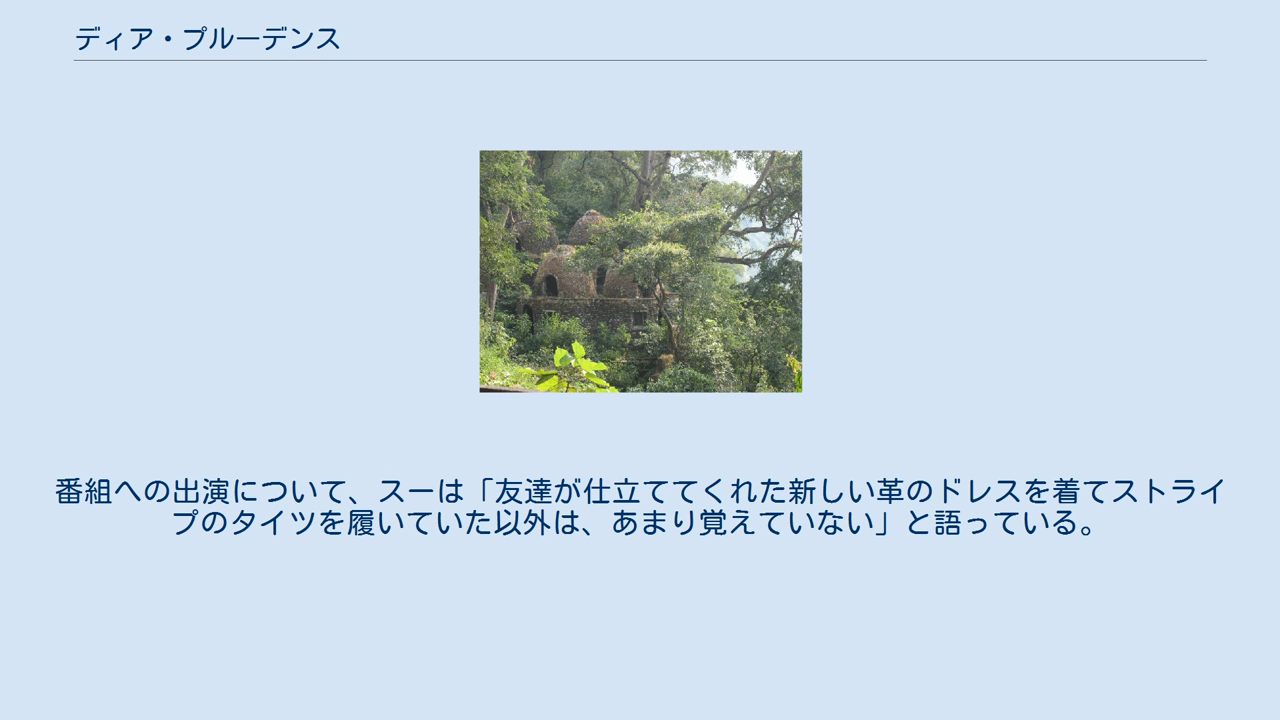 ディア・プルーデンス
番組への出演について、スーは「友達が仕立ててくれた新しい革のドレスを着てストライ
プのタイツを履いていた以外は、あまり覚えていない」と語っている。